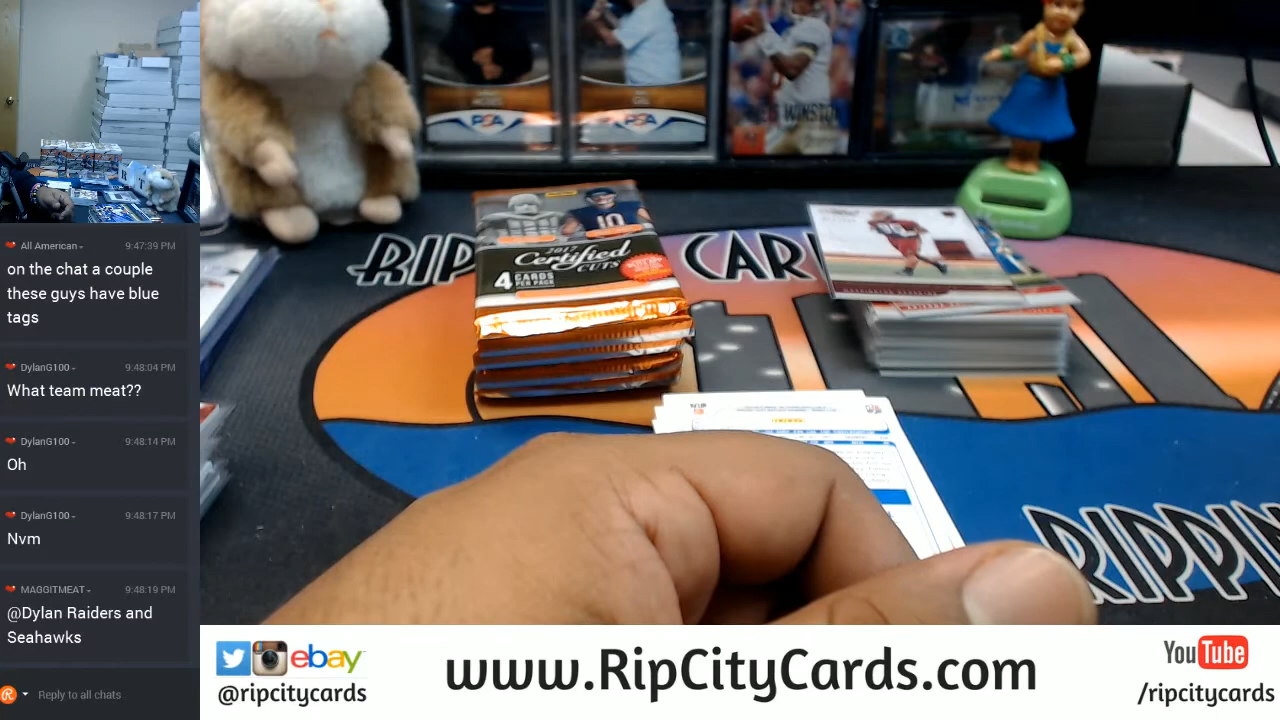 All American
9:47:39 PM
on the chat a couple
these guys have blue
tags
DylanG100
9:48:04 PM
What team meat??
DylanG100
9:48:14 PM
Oh
DylanG100
9:48:17 PM
Nvm
MAGGITMEAT
9:48:19 PM
@Dylan Raiders and
Seahawks
Reply to all chats
PSA
PSA
WINSTON
RIP
CAR
2017
Certified
CUTS
4 CARDS
PER PACK
10
RIPPIN
ebay
@ripcitycards
www.RipCityCards.com
YouTube
/ripcitycards